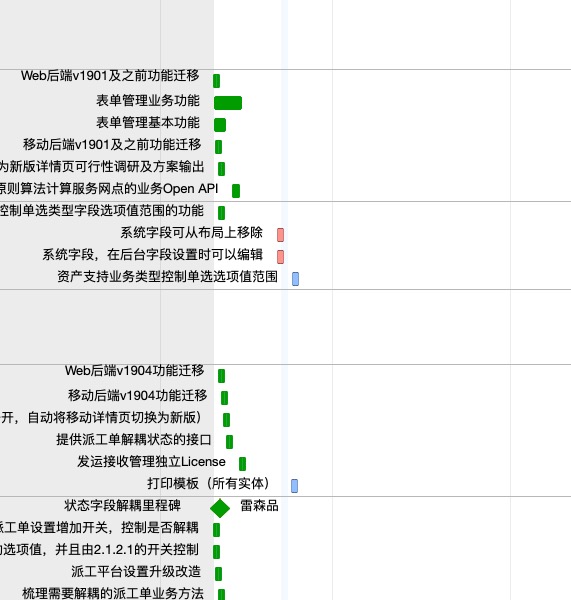 Web后端v1901及之前功能迁移
表单管理业务功能
表单管理基本功能
移动后端v1901及之前功能迁移
为新版详情页可行性调研及方案输出
原则算法计算服务网点的业务Open API
控制单选类型字段选项值范围的功能
系统字段可从布局上移除
系统字段，在后台字段设置时可以编辑
资产支持业务类型控制单选选项值范围
Web后端v1904功能迁移
移动后端v1904功能迁移
开，自动将移动详情页切换为新版）
提供派工单解耦状态的接口
发运接收管理独立License
打印模板（所有实体）
状态字段解耦里程碑 雷森品
派工单设置增加开关，控制是否解耦
选项值，并且由2.1.2.1的开关控制
派工平台设置升级改造
梳理需要解耦的派工单业务方法